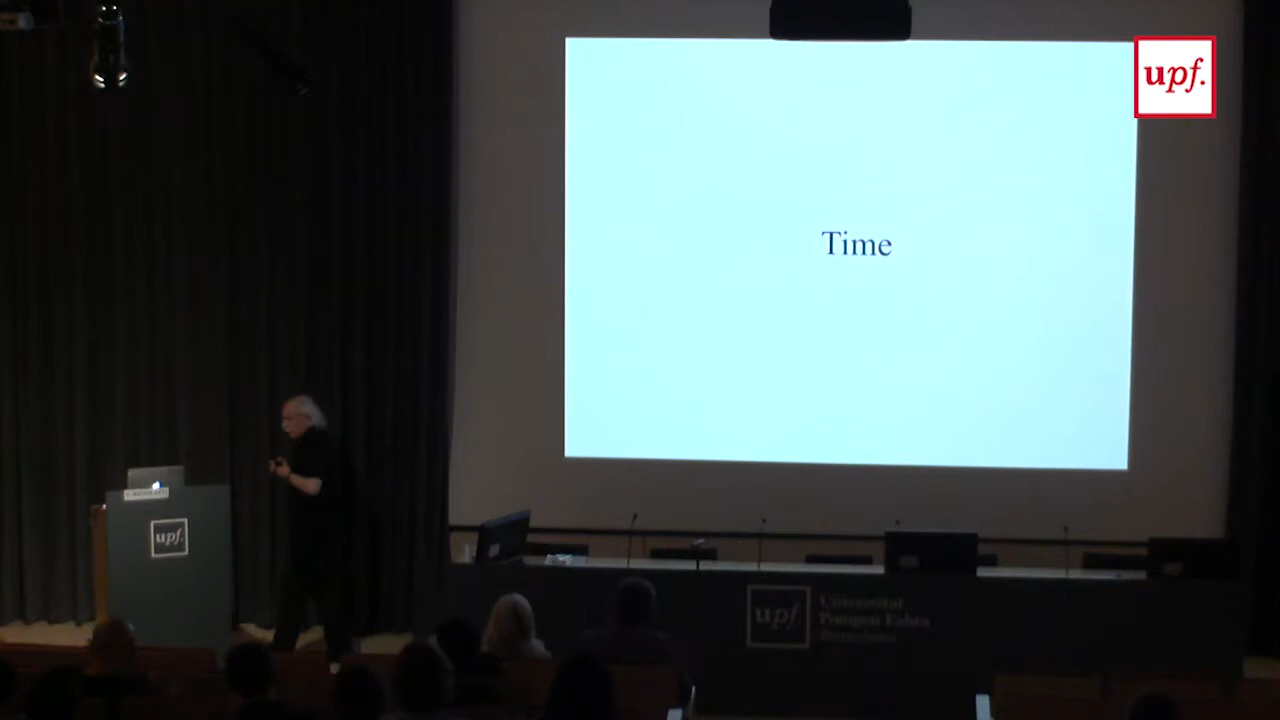 Time
upf.
upf.
upf.
Universitat
Pompeu Fabra
Barcelona